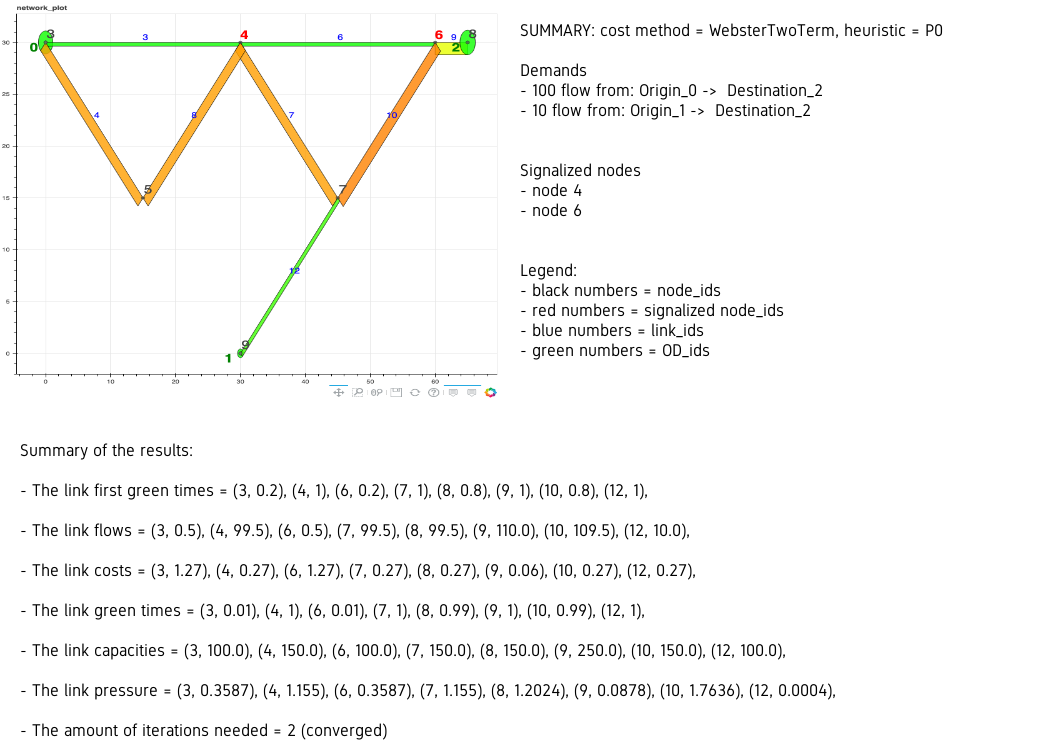 network_plot
SUMMARY: cost method = WebsterTwoTerm, heuristic = P0
Demands
- 100 flow from: Origin_0 -> Destination_2
- 10 flow from: Origin_1 -> Destination_2
Signalized nodes
- node 4
- node 6
Legend:
- black numbers = node_ids
- red numbers = signalized node_ids
- blue numbers = link_ids
- green numbers = OD_ids
30
25
20
15
10
5
0
0 10 20 30 40 50 60
3 4 6 8
0 3 6 9 2
4 8 7 10
5 7
12
1 9
Summary of the results:
- The link first green times = (3, 0.2), (4, 1), (6, 0.2), (7, 1), (8, 0.8), (9, 1), (10, 0.8), (12, 1),
- The link flows = (3, 0.5), (4, 99.5), (6, 0.5), (7, 99.5), (8, 99.5), (9, 110.0), (10, 109.5), (12, 10.0),
- The link costs = (3, 1.27), (4, 0.27), (6, 1.27), (7, 0.27), (8, 0.27), (9, 0.06), (10, 0.27), (12, 0.27),
- The link green times = (3, 0.01), (4, 1), (6, 0.01), (7, 1), (8, 0.99), (9, 1), (10, 0.99), (12, 1),
- The link capacities = (3, 100.0), (4, 150.0), (6, 100.0), (7, 150.0), (8, 150.0), (9, 250.0), (10, 150.0), (12, 100.0),
- The link pressure = (3, 0.3587), (4, 1.155), (6, 0.3587), (7, 1.155), (8, 1.2024), (9, 0.0878), (10, 1.7636), (12, 0.0004),
- The amount of iterations needed = 2 (converged)